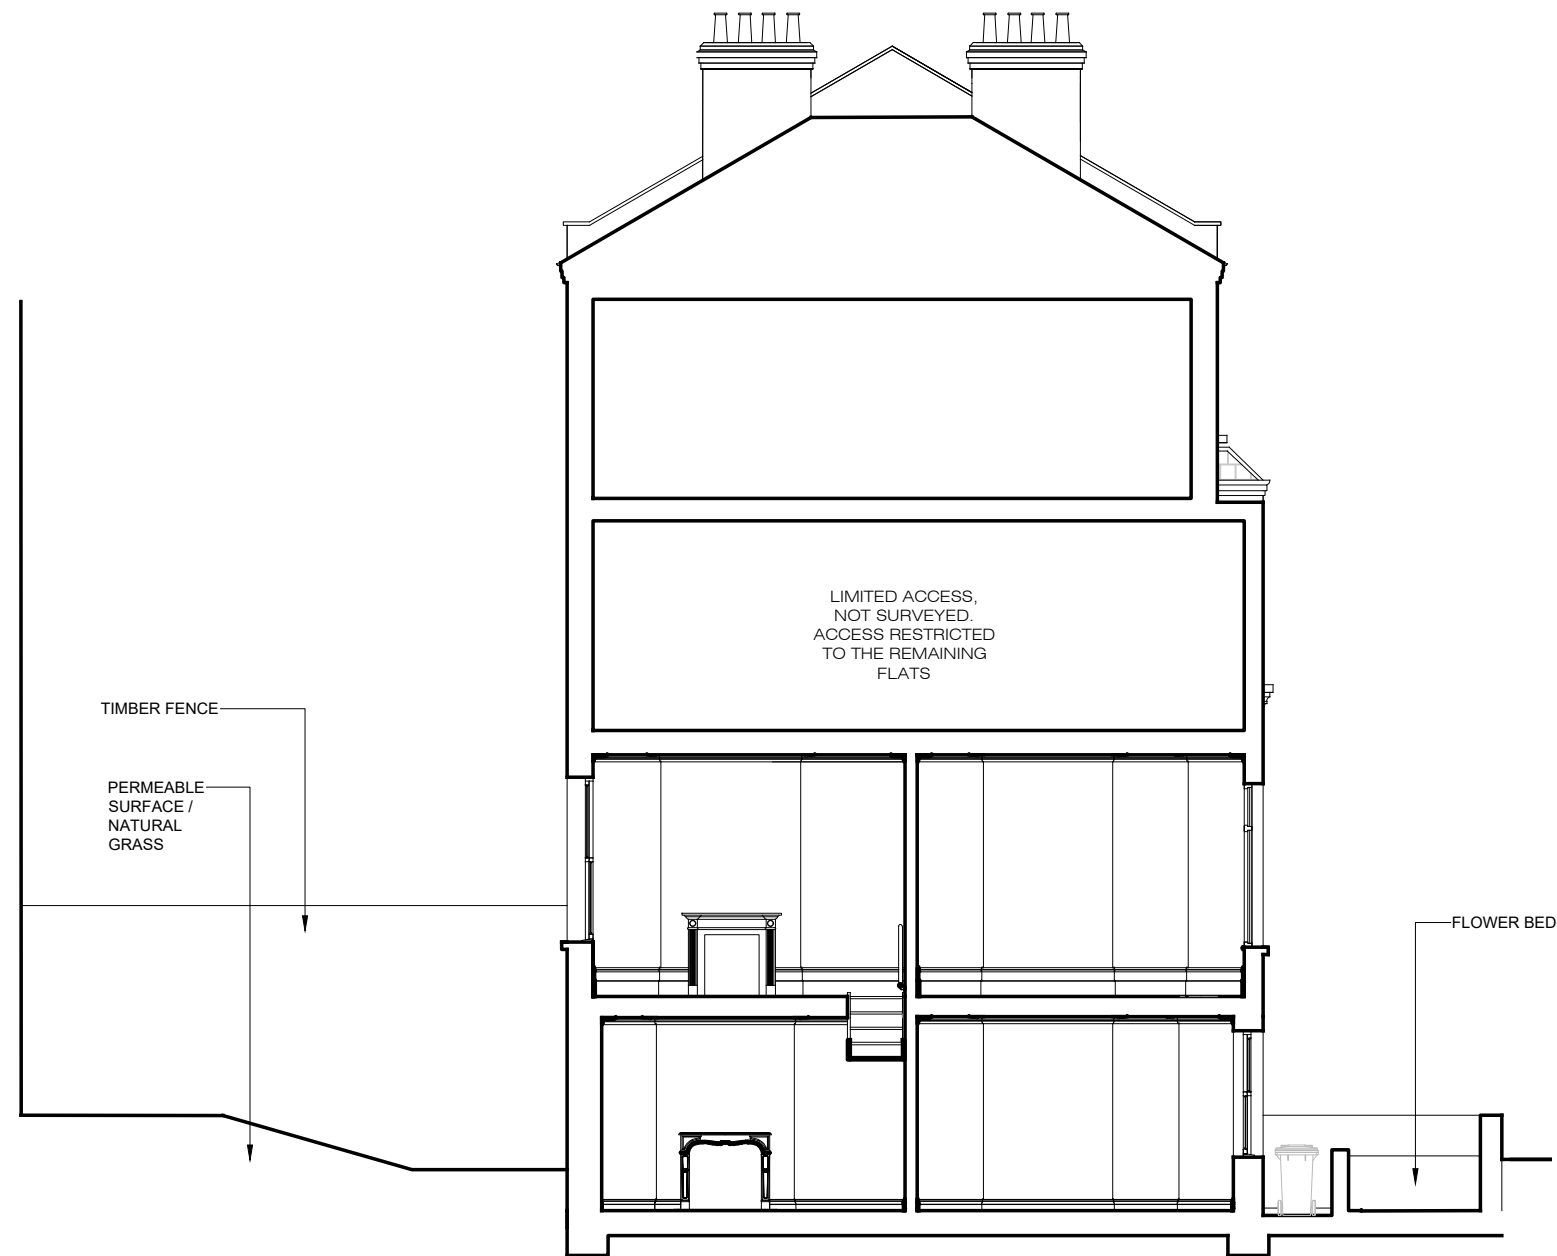 LIMITED ACCESS,
NOT SURVEYED.
ACCESS RESTRICTED
TO THE REMAINING
FLATS
TIMBER FENCE
PERMEABLE
SURFACE /
NATURAL
GRASS
FLOWER BED